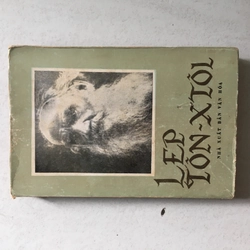 LEP
TÔN-XTÔI
NHÀ XUẤT BẢN VĂN HÓA